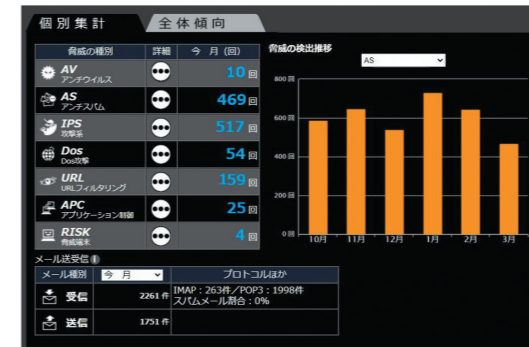 個別集計 全体傾向
脅威の種別 詳細 今 月 (回)
AV
アンチウイルス
10回
AS
アンチスパム
469回
IPS
攻撃系
517回
Dos
Dos攻撃
54回
URL
URLフィルタリング
159回
APC
アプリケーション制御
25回
RISK
脅威端末
4回
脅威の検出推移
AS
800回
600回
400回
200回
0回
10月 11月 12月 1月 2月 3月
メール送受信
メール種別 今 月 プロトコルほか
受信 2261件 IMAP:263件/POP3:1998件
スパムメール割合:0%
送信 1751件